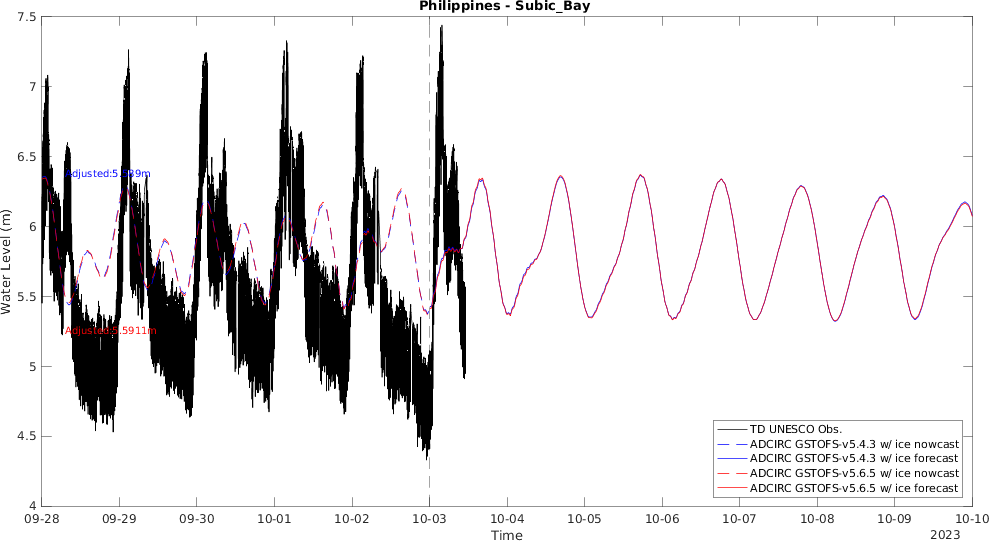 Philippines - Subic_Bay
7.5
7
6.5
6
5.5
5
4.5
4
Water Level (m)
Adjusted:5.5911m
TD UNESCO Obs.
ADCIRC GSTOFS-v5.4.3 w/ ice nowcast
ADCIRC GSTOFS-v5.4.3 w/ ice forecast
ADCIRC GSTOFS-v5.6.5 w/ ice nowcast
ADCIRC GSTOFS-v5.6.5 w/ ice forecast
09-28 09-29 09-30 10-01 10-02 10-03 10-04 10-05 10-06 10-07 10-08 10-09 10-10
Time
2023